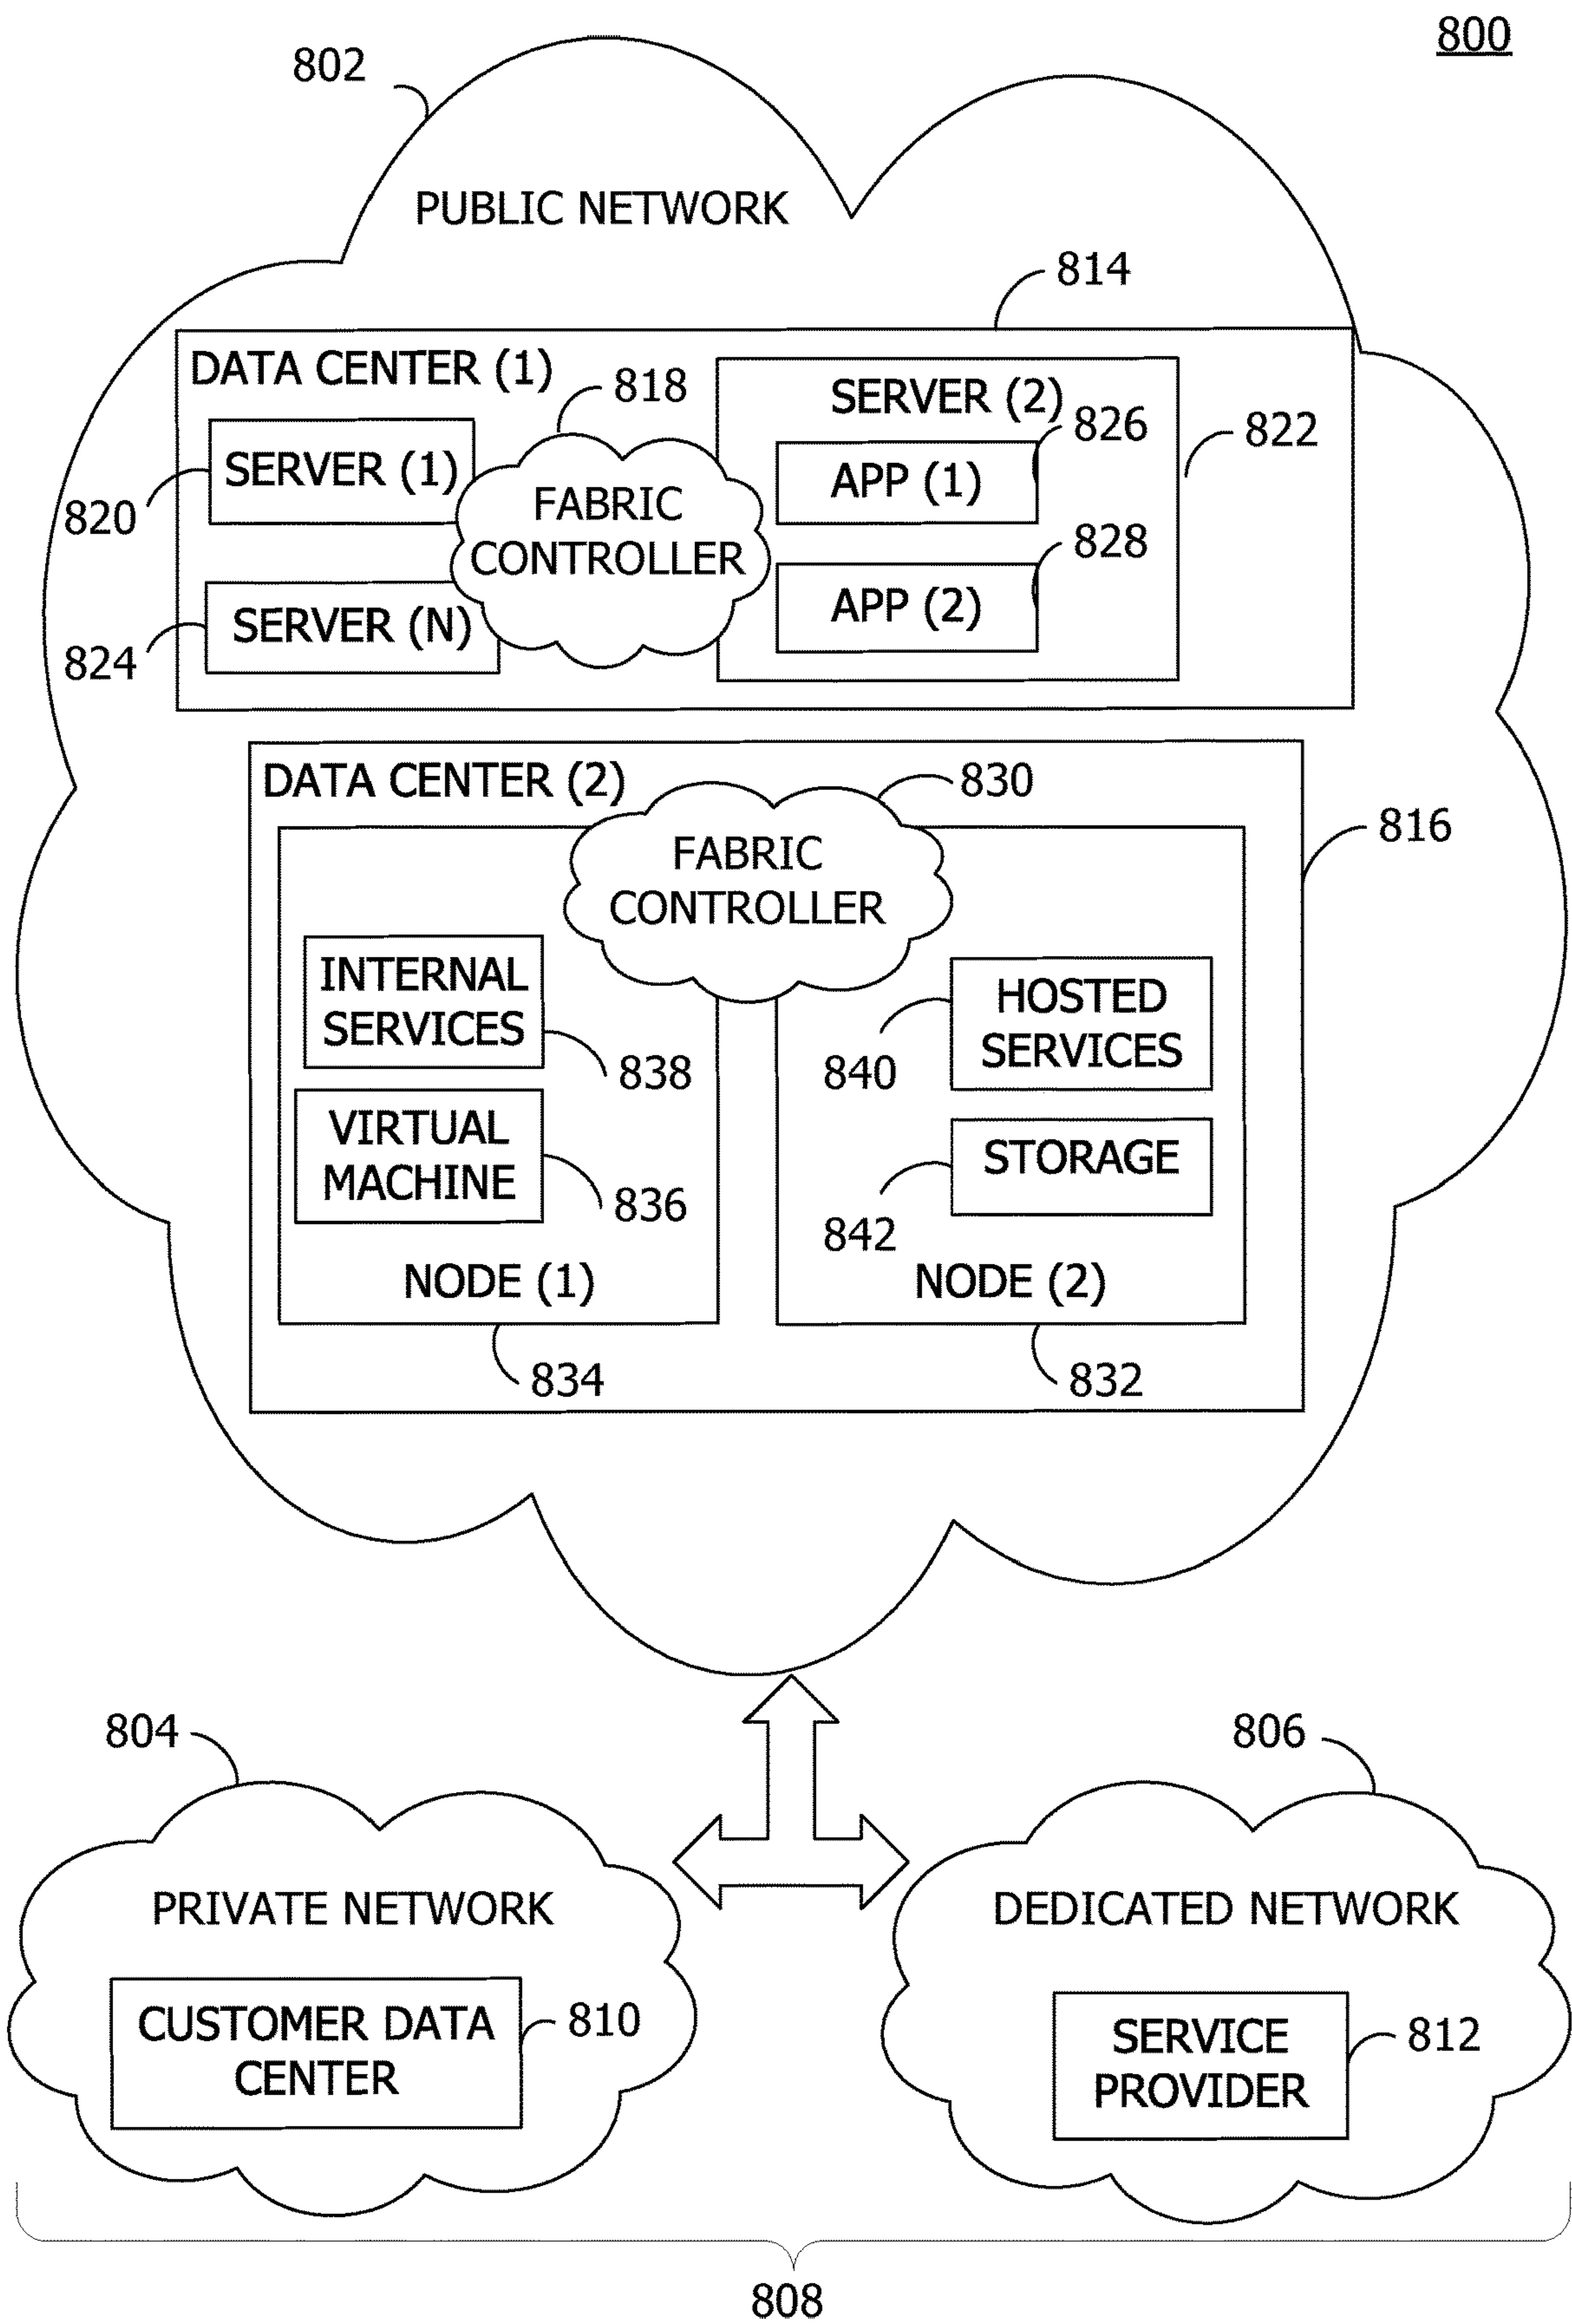 800
802
PUBLIC NETWORK
814
DATA CENTER (1)
818
SERVER (2)
826
822
SERVER (1)
APP (1)
820
FABRIC
CONTROLLER
828
APP (2)
SERVER (N)
824
DATA CENTER (2)
830
816
FABRIC
CONTROLLER
INTERNAL
SERVICES
838
HOSTED
SERVICES
840
VIRTUAL
MACHINE
836
STORAGE
842
NODE (1)
NODE (2)
834
832
804
806
PRIVATE NETWORK
DEDICATED NETWORK
CUSTOMER DATA
CENTER
810
SERVICE
PROVIDER
812
808